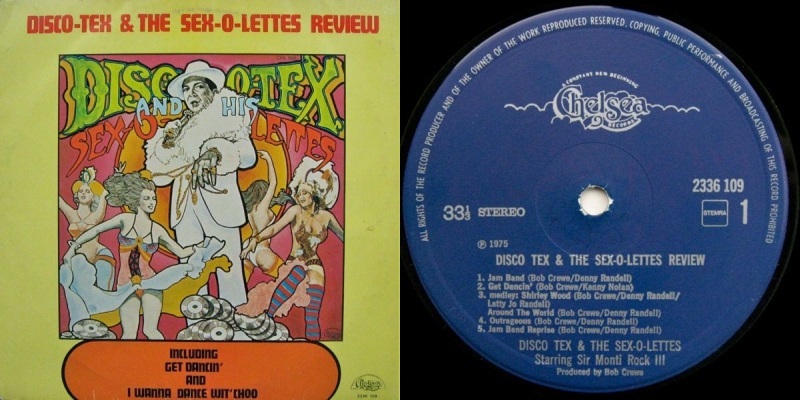 DISCO-TEX & THE SEX-O-LETTES REVIEW
DISCO-TEX
AND HIS
SEX-O-LETTES
INCLUDING
GET DANCIN'
AND
I WANNA DANCE WIT'CHOO
Chelsea
2336 109
ALL RIGHTS OF THE RECORD PRODUCER AND OF THE OWNER OF THE WORK REPRODUCED RESERVED. COPYING, PUBLIC PERFORMANCE AND BROADCASTING OF THIS RECORD PROHIBITED
A COMPANY NEW BEGINNING
Chelsea
RECORDS
2336 109
33⅓ STEREO
STEMRA
1
℗ 1975
DISCO TEX & THE SEX-O-LETTES REVIEW
1. Jam Band (Bob Crewe/Denny Randell)
2. Get Dancin' (Bob Crewe/Kenny Nolan)
3. medley: Shirley Wood (Bob Crewe/Denny Randell/
Latty Jo Randell)
Around The World (Bob Crewe/Denny Randell)
4. Outrageous (Bob Crewe/Denny Randell)
5. Jam Band Reprise (Bob Crewe/Denny Randell)
DISCO TEX & THE SEX-O-LETTES
Starring Sir Monti Rock III
Produced by Bob Crewe